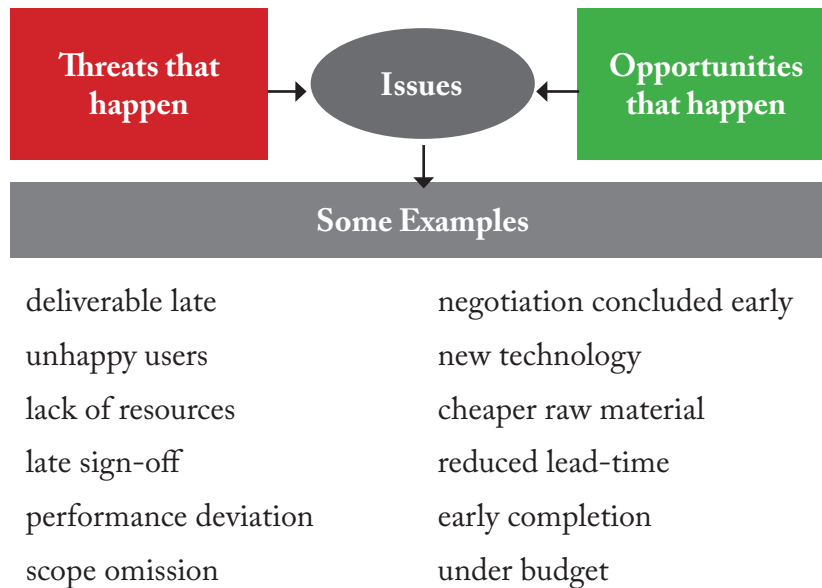 Threats that
happen
Issues
Opportunities
that happen
Some Examples
deliverable late
unhappy users
lack of resources
late sign-off
performance deviation
scope omission
negotiation concluded early
new technology
cheaper raw material
reduced lead-time
early completion
under budget